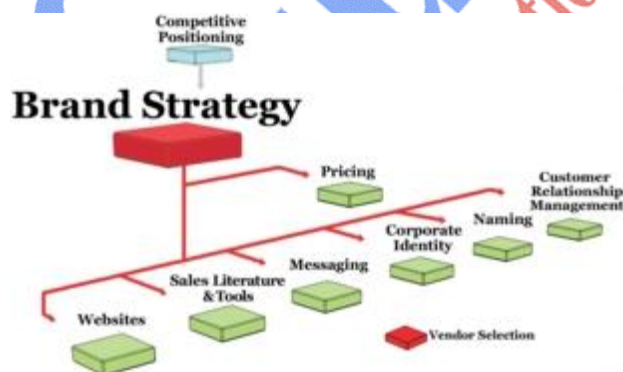 Competitive
Positioning
Brand Strategy
Pricing
Customer
Relationship
Management
Naming
Corporate
Identity
Messaging
Sales Literature
& Tools
Websites
Vendor Selection